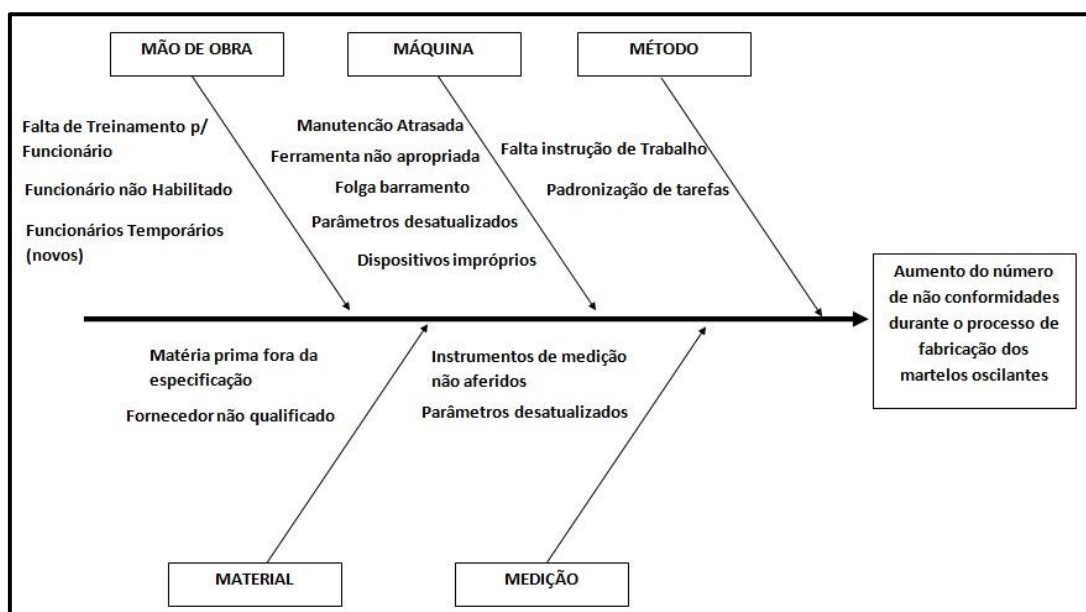 MÃO DE OBRA
MÁQUINA
MÉTODO
Falta de Treinamento p/
Funcionário
Funcionário não Habilitado
Funcionários Temporários
(novos)
Manutencão Atrasada
Ferramenta não apropriada
Folga barramento
Parâmetros desatualizados
Dispositivos impróprios
Falta instrução de Trabalho
Padronização de tarefas
Aumento do número
de não conformidades
durante o processo de
fabricação dos
martelos oscilantes
Matéria prima fora da
especificação
Fornecedor não qualificado
Instrumentos de medição
não aferidos
Parâmetros desatualizados
MATERIAL
MEDIÇÃO